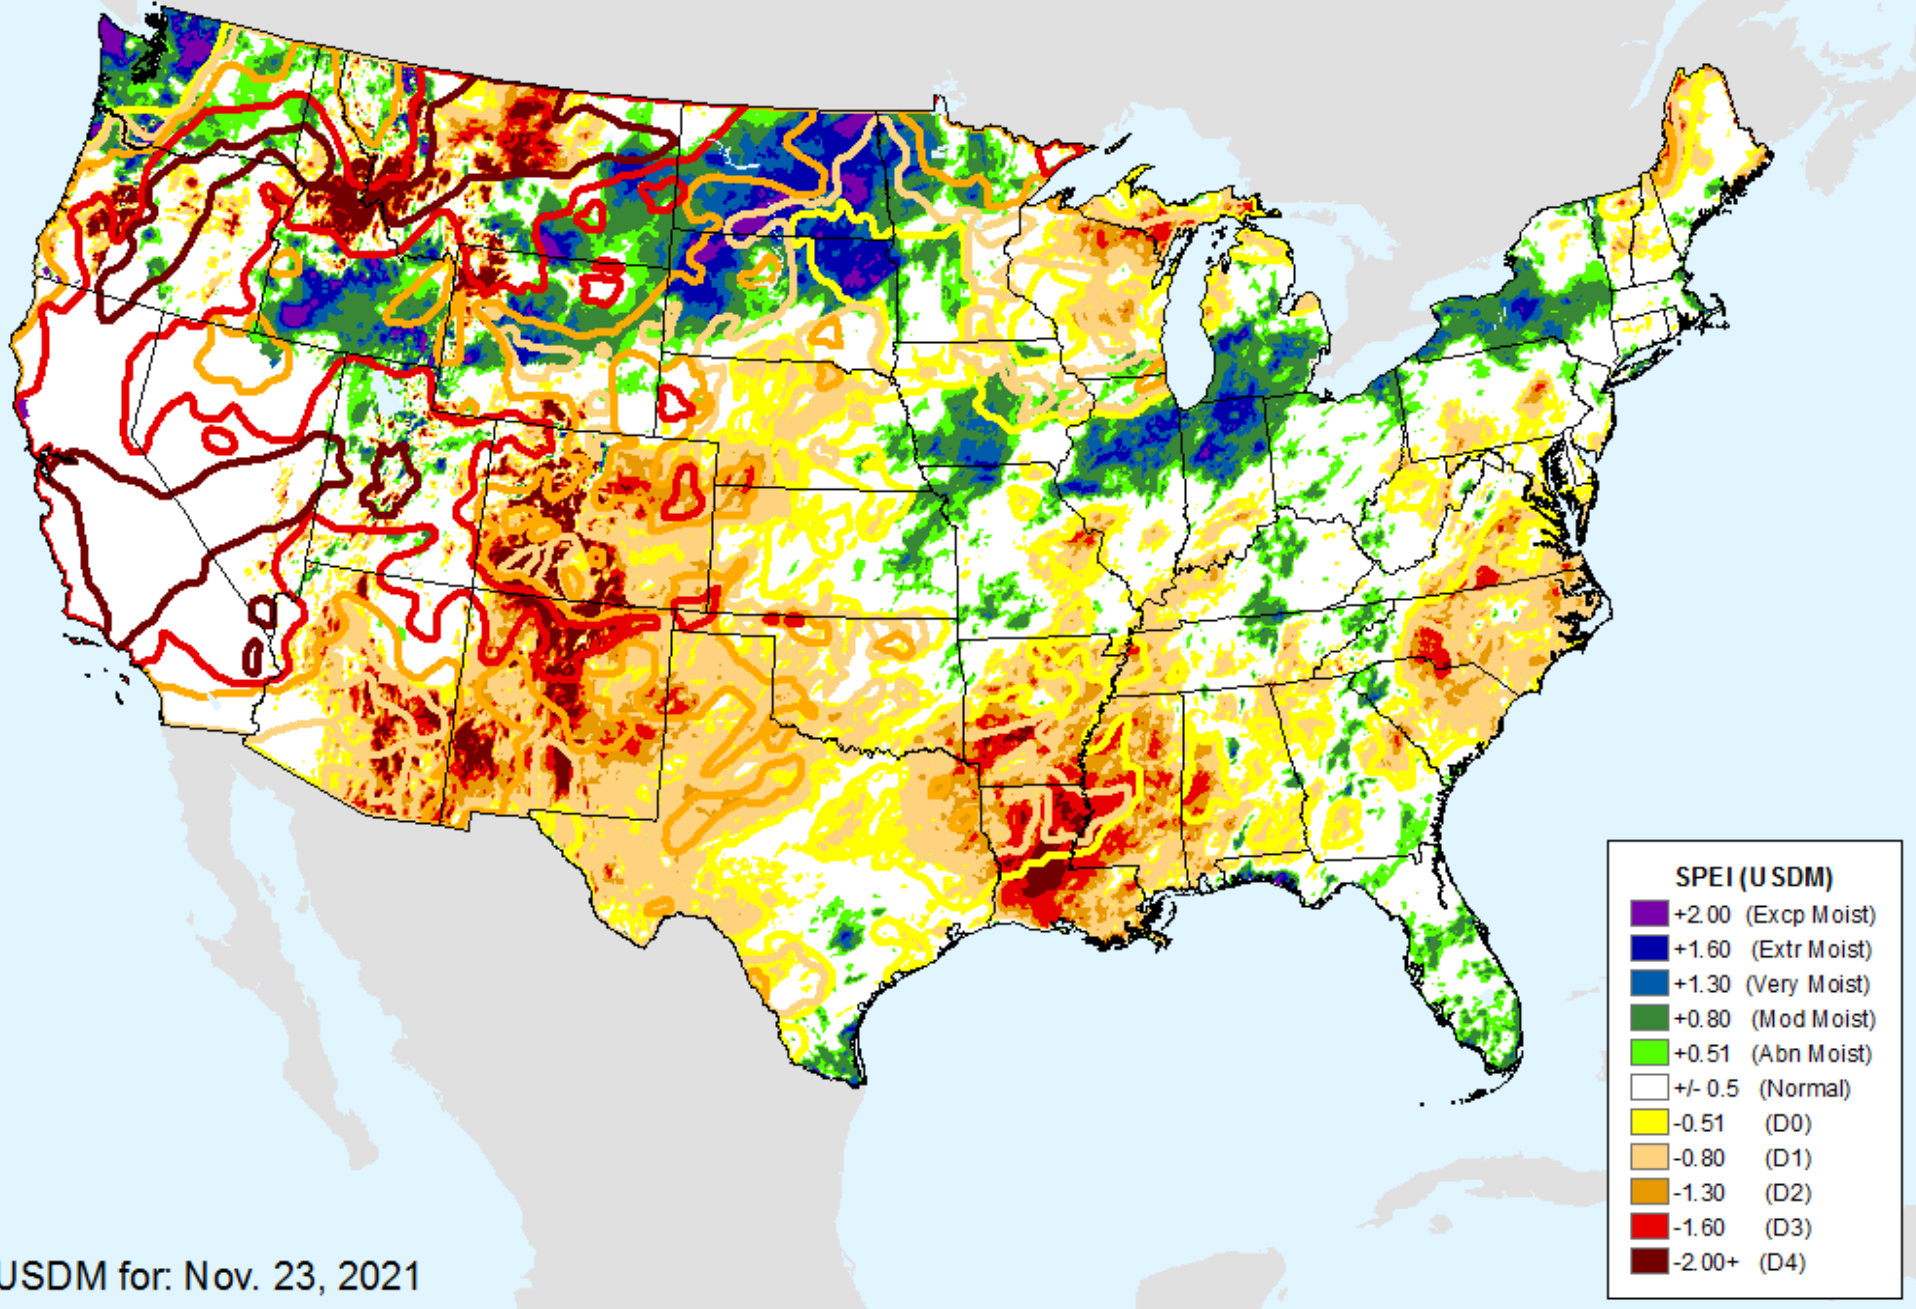 SPEI (USDM)
+2.00 (Excp Moist)
+1.60 (Extr Moist)
+1.30 (Very Moist)
+0.80 (Mod Moist)
+0.51 (Abn Moist)
+/- 0.5 (Normal)
-0.51 (D0)
-0.80 (D1)
-1.30 (D2)
-1.60 (D3)
-2.00+ (D4)
USDM for: Nov. 23, 2021